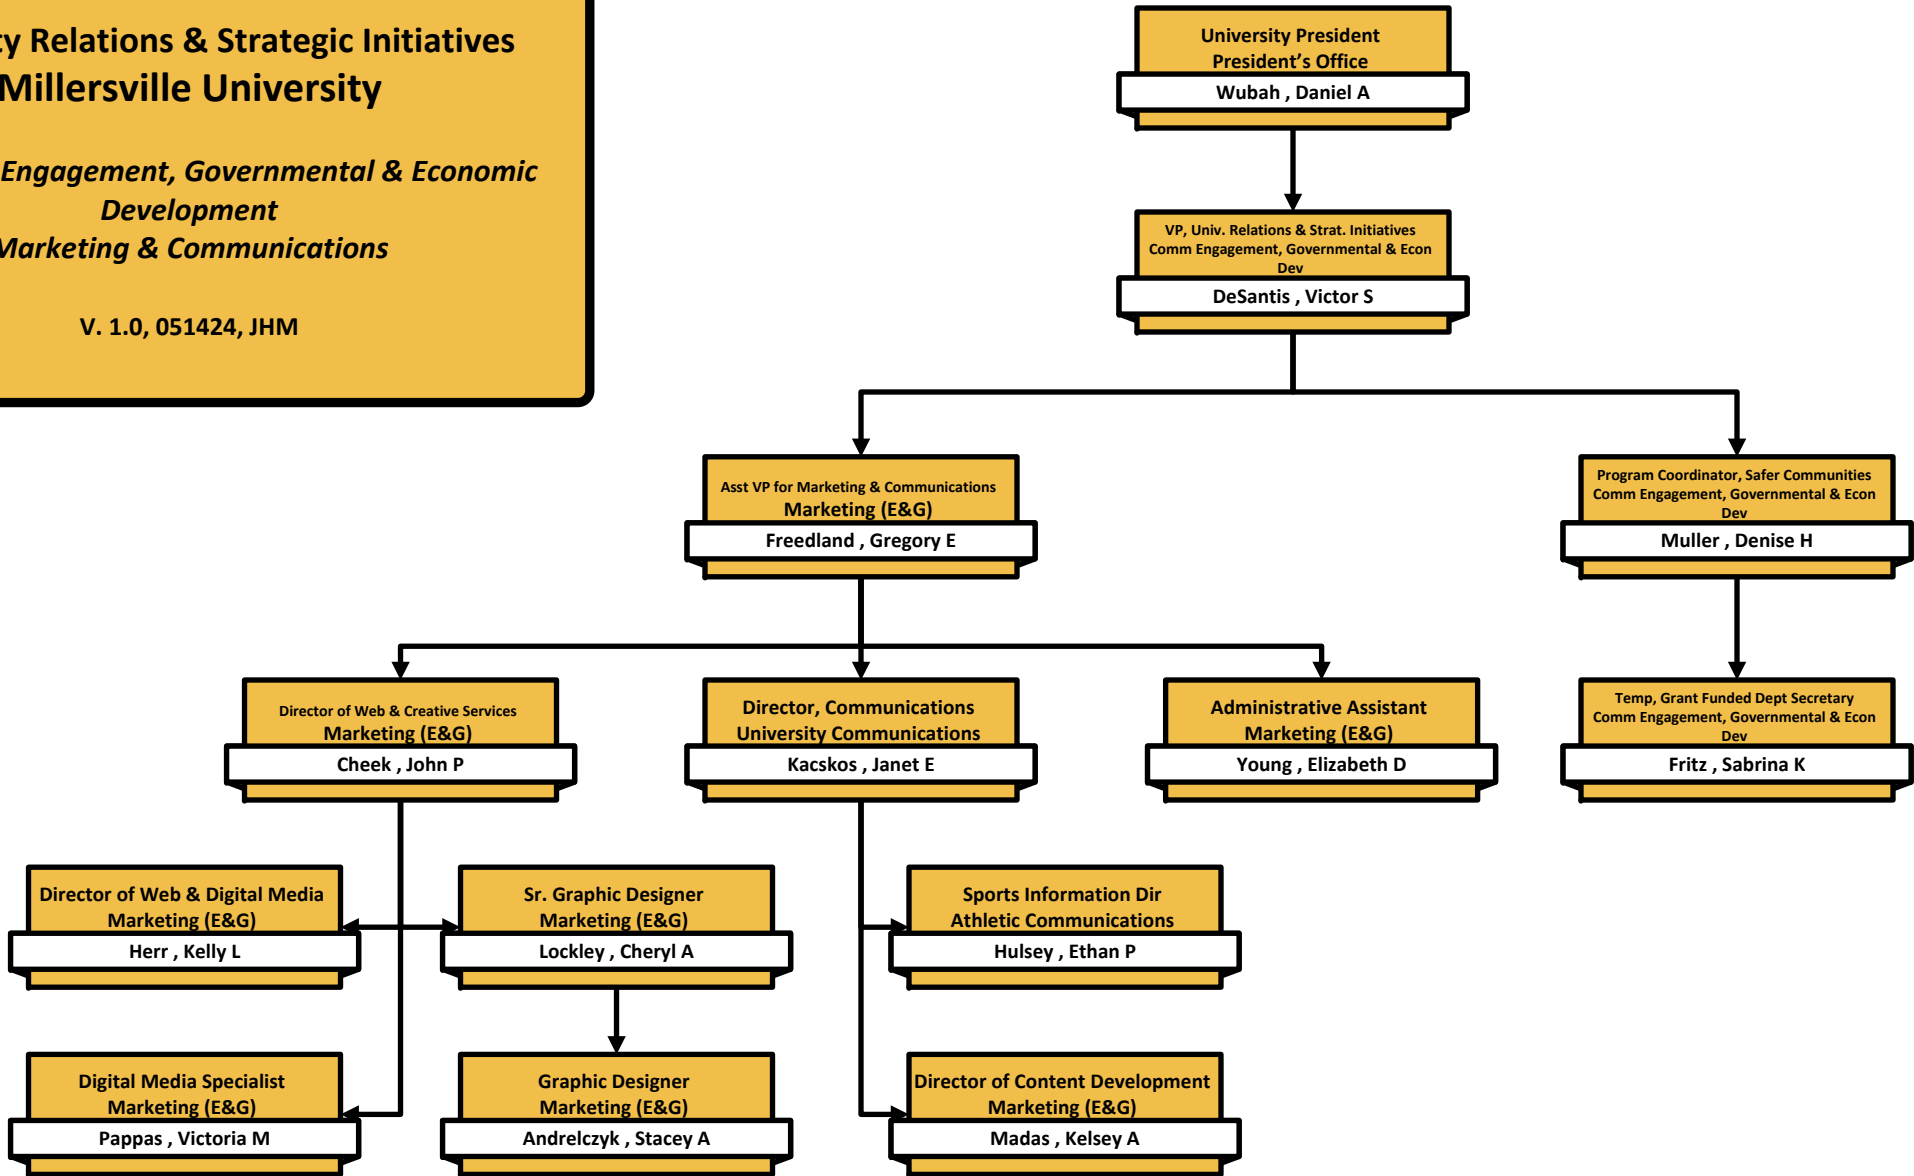 Relations & Strategic Initiatives
Millersville University
Engagement, Governmental & Economic
Development
Marketing & Communications
V. 1.0, 051424, JHM
University President
President's Office
Wubah , Daniel A
VP, Univ. Relations & Strat. Initiatives
Comm Engagement, Governmental & Econ
Dev
DeSantis , Victor S
Asst VP for Marketing & Communications
Marketing (E&G)
Freedland , Gregory E
Program Coordinator, Safer Communities
Comm Engagement, Governmental & Econ
Dev
Muller , Denise H
Director of Web & Creative Services
Marketing (E&G)
Cheek , John P
Director, Communications
University Communications
Kacskos , Janet E
Administrative Assistant
Marketing (E&G)
Young , Elizabeth D
Temp, Grant Funded Dept Secretary
Comm Engagement, Governmental & Econ
Dev
Fritz , Sabrina K
Director of Web & Digital Media
Marketing (E&G)
Herr , Kelly L
Sr. Graphic Designer
Marketing (E&G)
Lockley , Cheryl A
Sports Information Dir
Athletic Communications
Hulsey , Ethan P
Digital Media Specialist
Marketing (E&G)
Pappas , Victoria M
Graphic Designer
Marketing (E&G)
Andrelczyk , Stacey A
Director of Content Development
Marketing (E&G)
Madas , Kelsey A